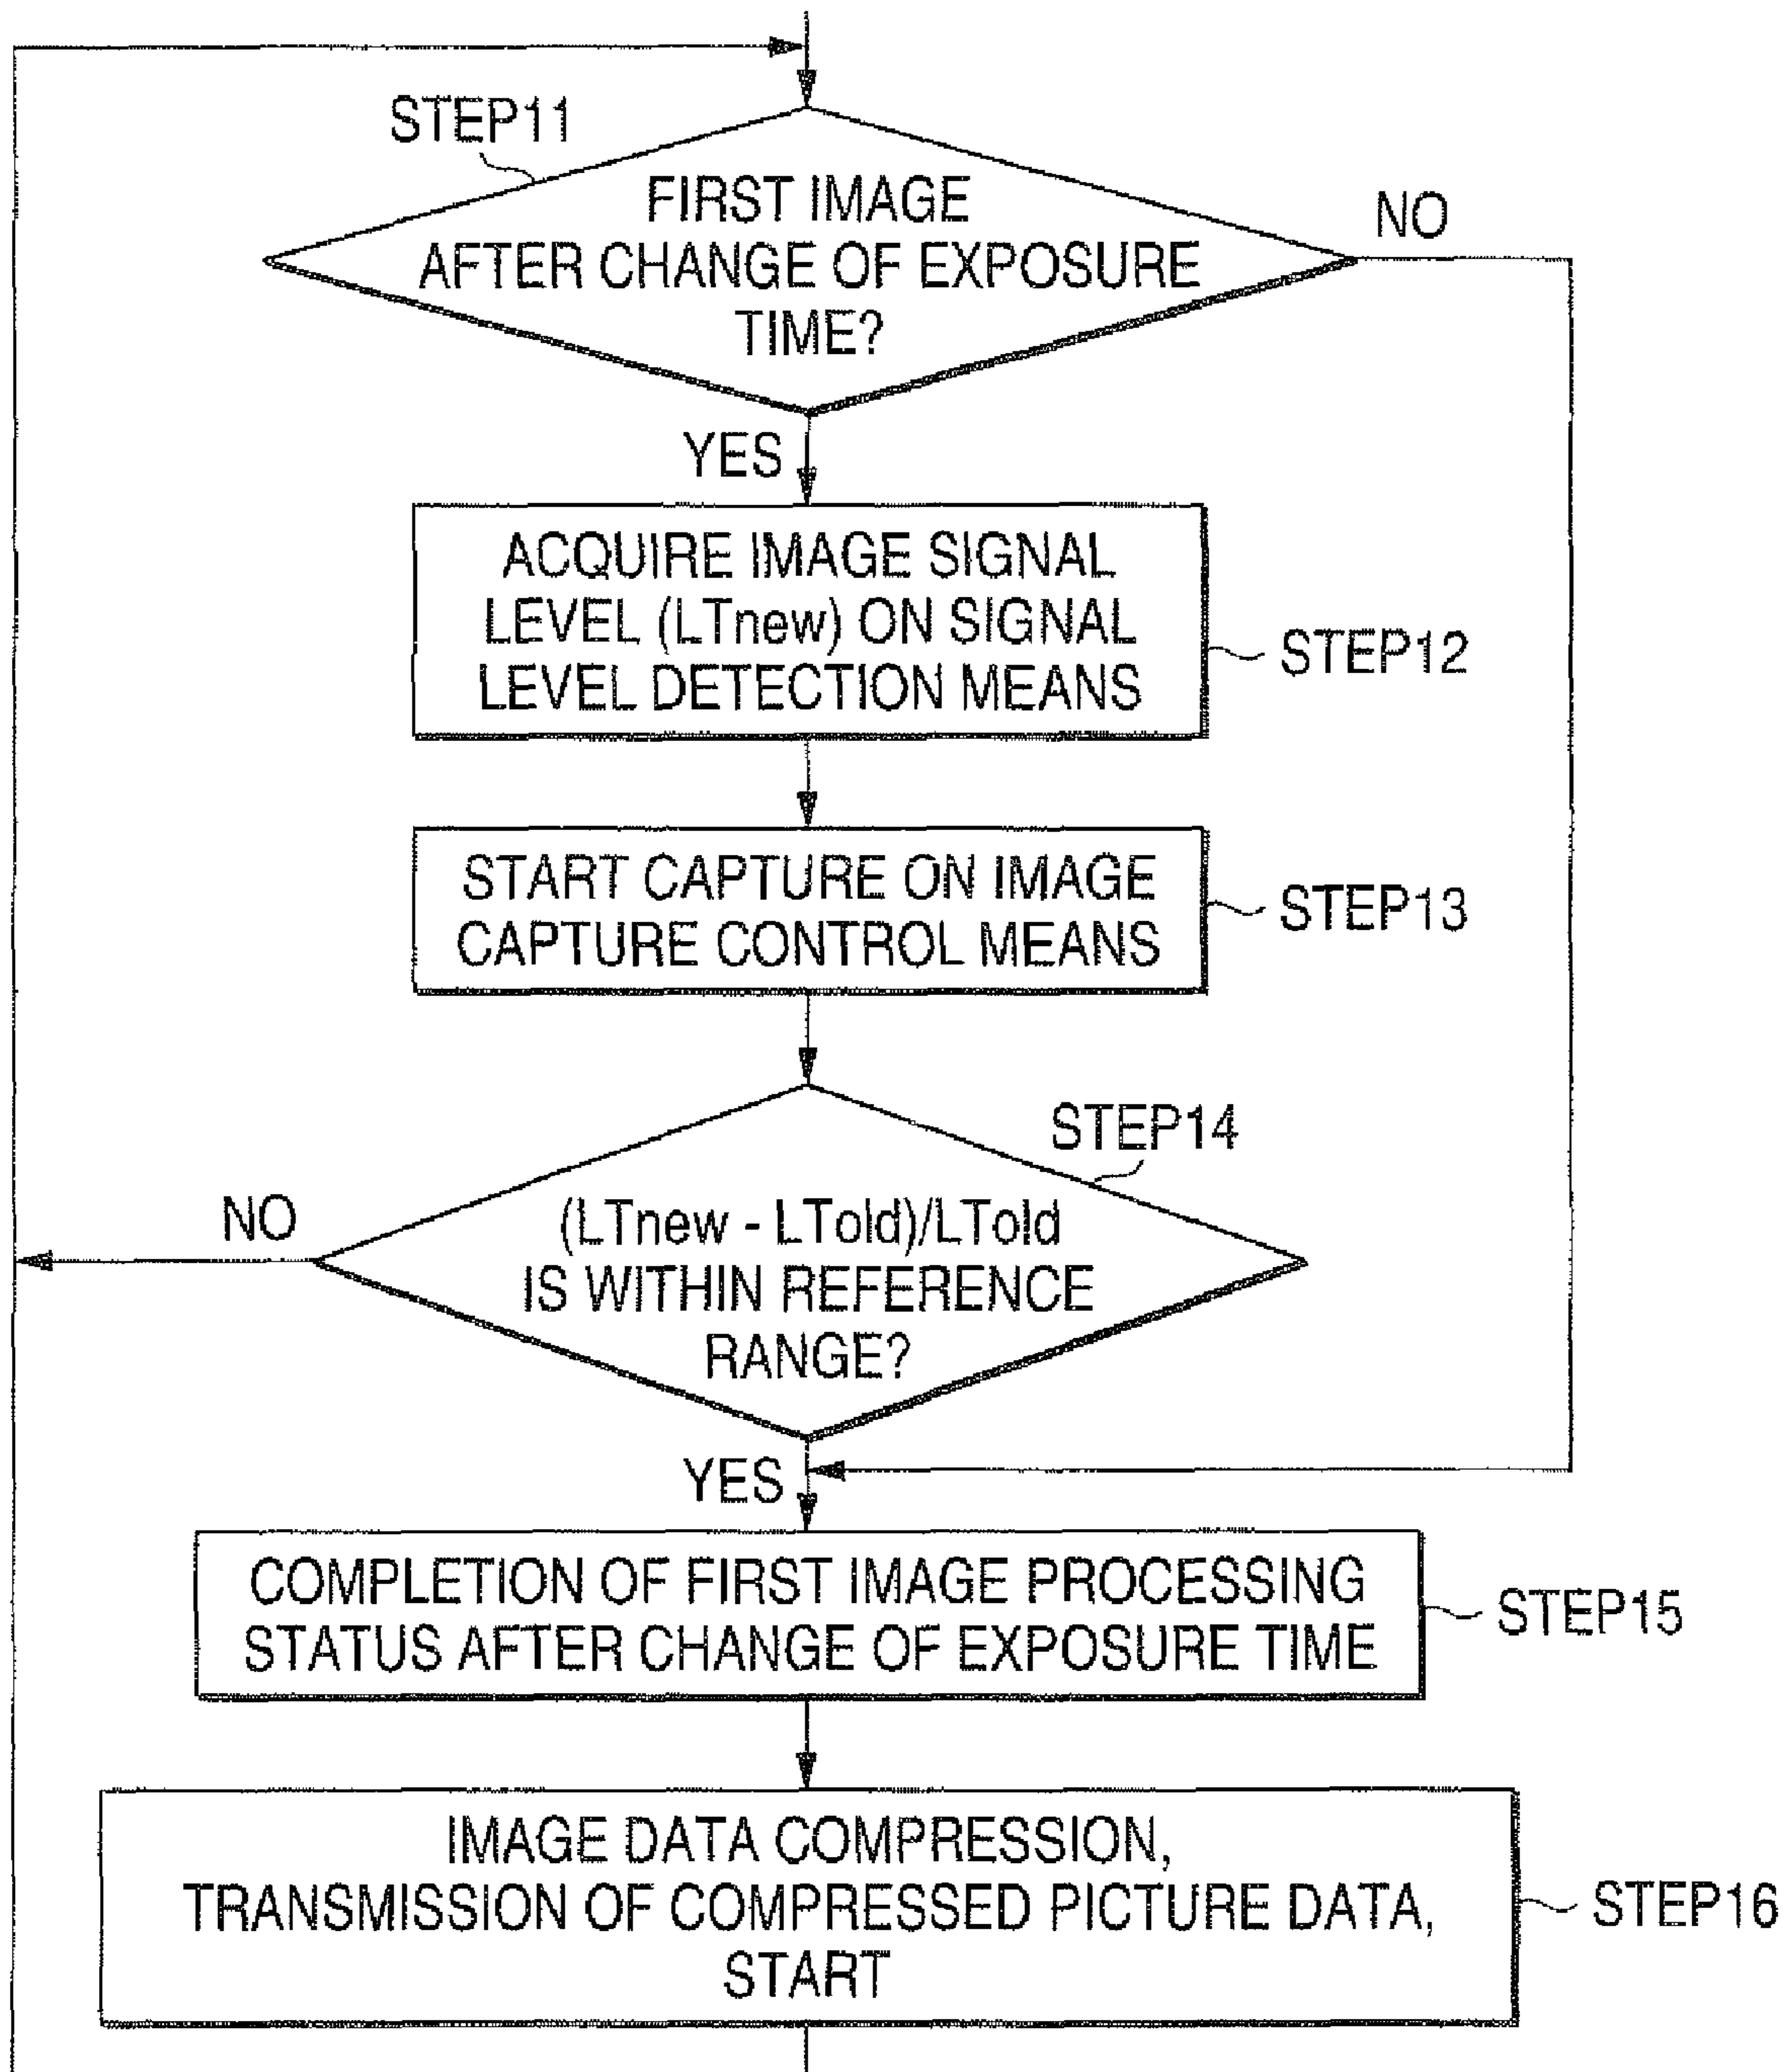 STEP11
FIRST IMAGE
AFTER CHANGE OF EXPOSURE
TIME?
NO
YES
ACQUIRE IMAGE SIGNAL
LEVEL (LTnew) ON SIGNAL
LEVEL DETECTION MEANS
STEP12
START CAPTURE ON IMAGE
CAPTURE CONTROL MEANS
STEP13
STEP14
(LTnew - LTold)/LTold
IS WITHIN REFERENCE
RANGE?
NO
YES
COMPLETION OF FIRST IMAGE PROCESSING
STATUS AFTER CHANGE OF EXPOSURE TIME
STEP15
IMAGE DATA COMPRESSION,
TRANSMISSION OF COMPRESSED PICTURE DATA,
START
STEP16